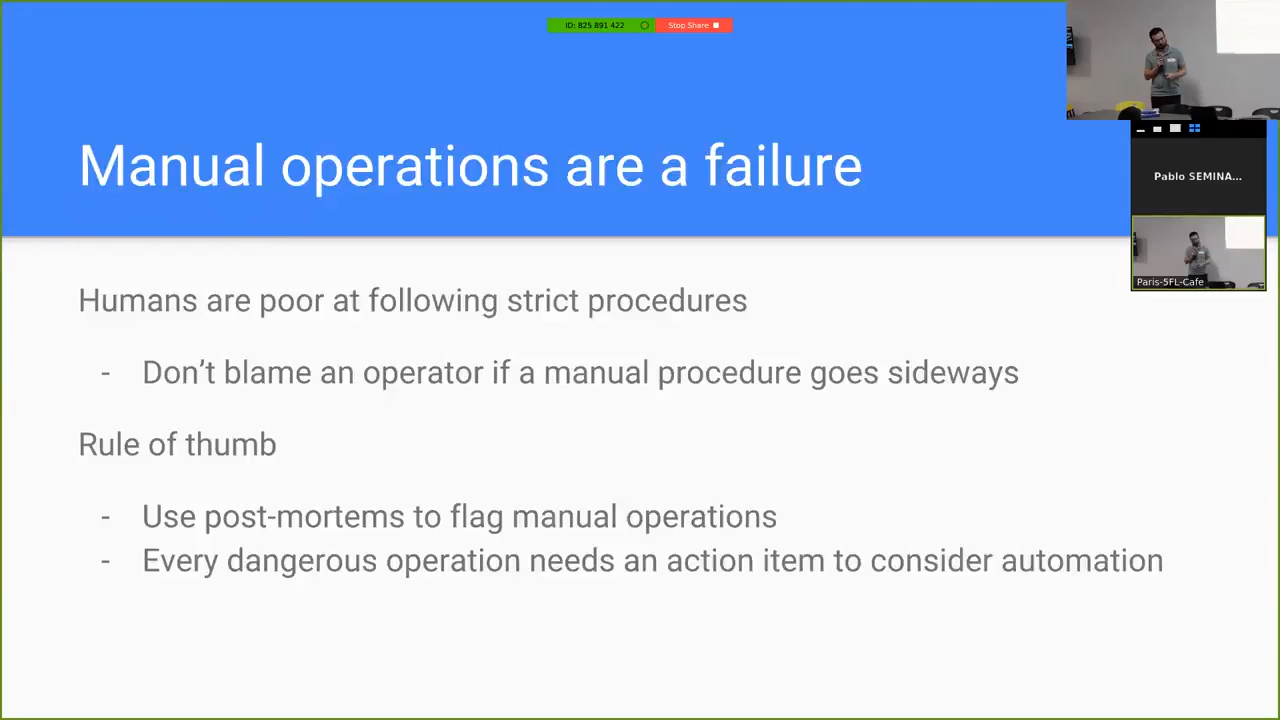 ID: 825 891 422
Stop Share
Manual operations are a failure
Pablo SEMINA...
Paris-5FL-Cafe
Humans are poor at following strict procedures
- Don’t blame an operator if a manual procedure goes sideways
Rule of thumb
- Use post-mortems to flag manual operations
- Every dangerous operation needs an action item to consider automation